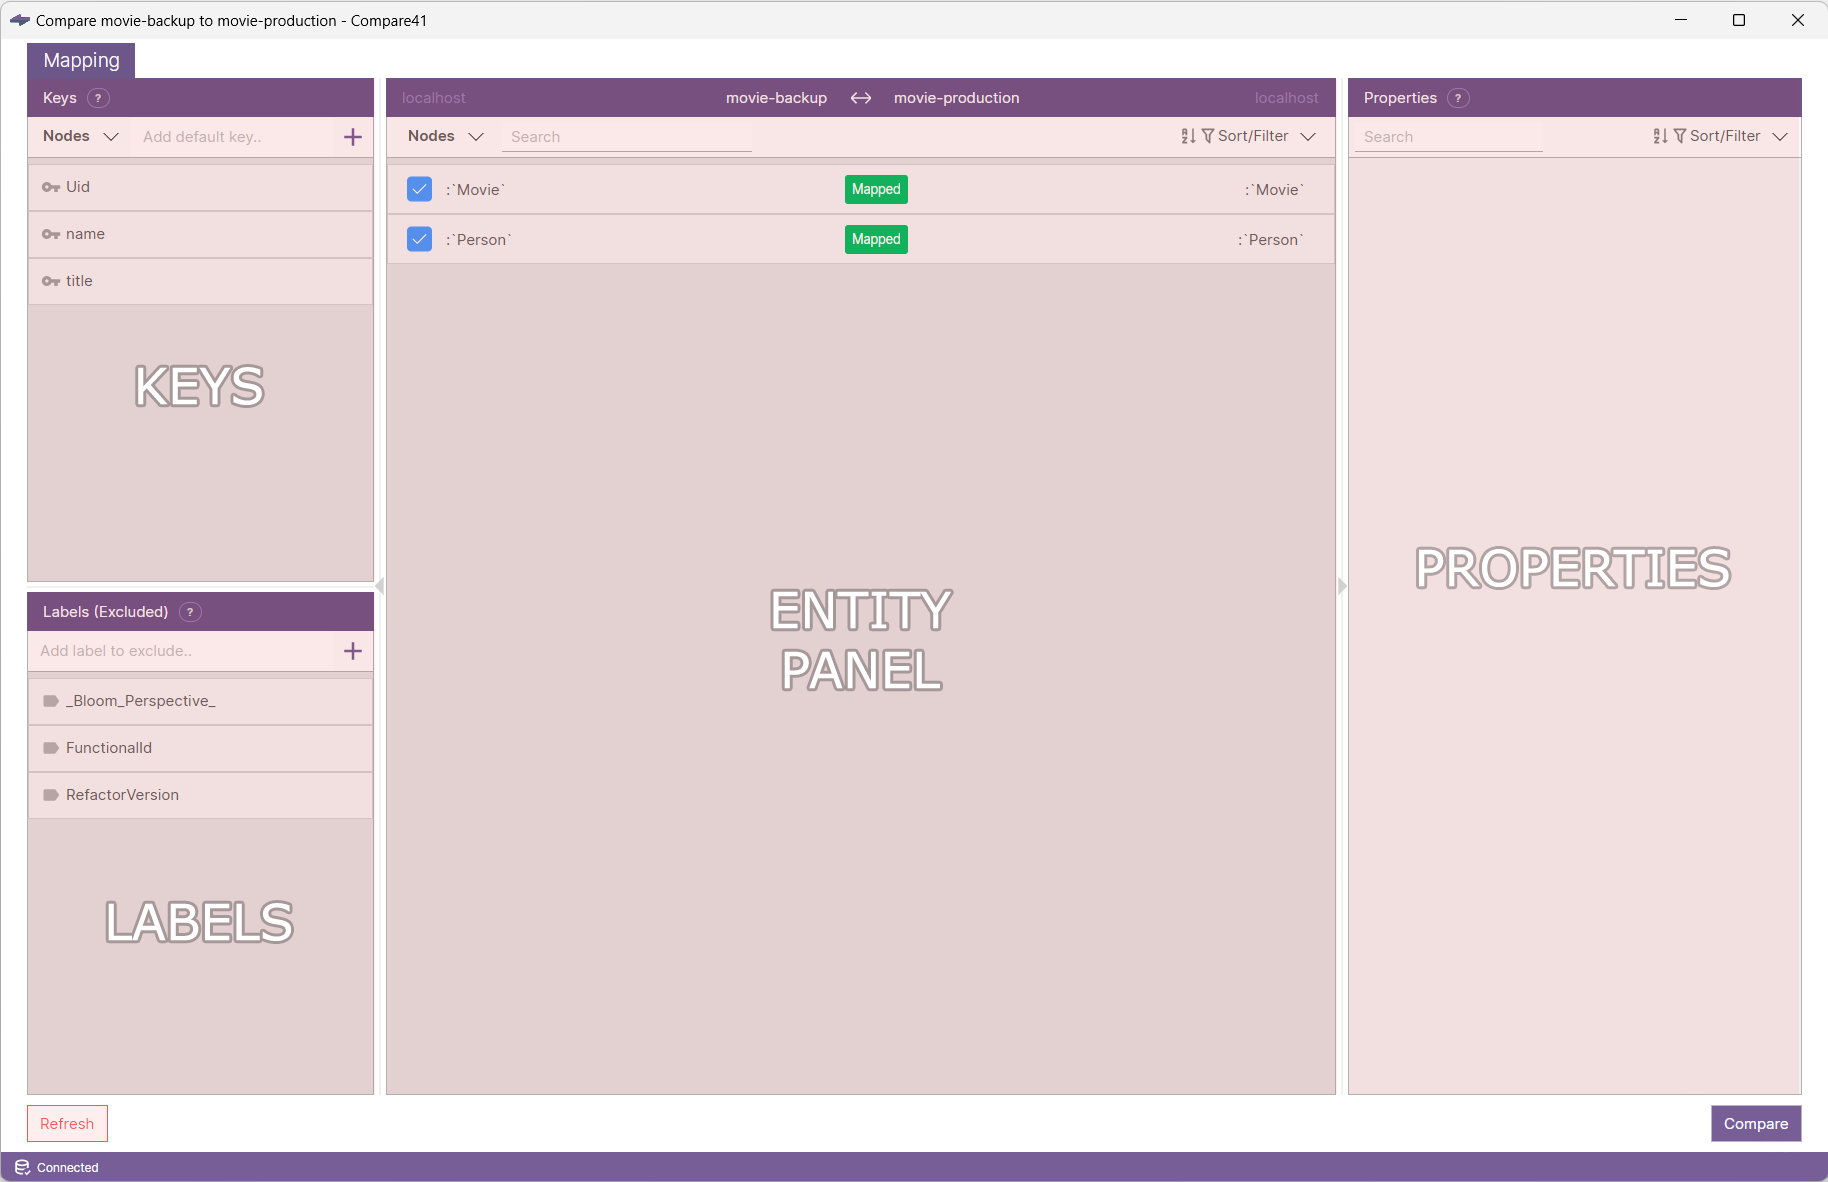 Compare movie-backup to movie-production - Compare41
Mapping
Keys ?
Nodes Add default key..
Uid
name
title
KEYS
Labels (Excluded) ?
Add label to exclude..
_Bloom_Perspective_
FunctionalId
RefactorVersion
LABELS
localhost movie-backup movie-production localhost
Nodes Search Sort/Filter
:`Movie` Mapped :`Movie`
:`Person` Mapped :`Person`
ENTITY
PANEL
Properties ?
Search Sort/Filter
PROPERTIES
Refresh
Compare
Connected